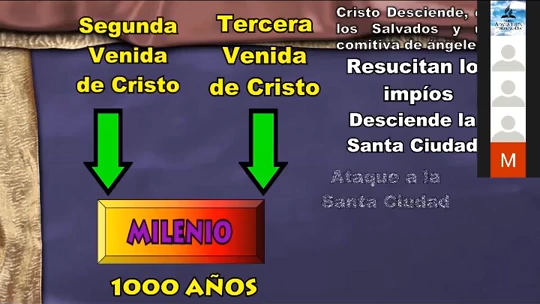 Segunda
Venida
de Cristo
Tercera
Venida
de Cristo
Cristo Desciende,
los Salvados y
comitiva de ángele
Resucitan lo
impíos
Desciende la
Santa Ciudad
Ataque a la
Santa Ciudad
MILENIO
1000 AÑOS
M